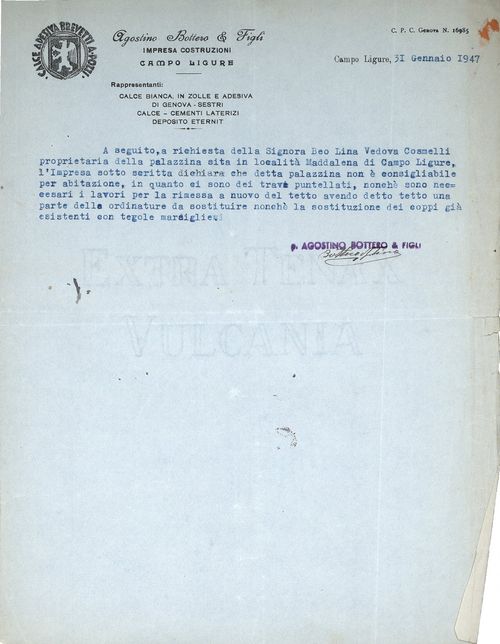 CALCE ADESIVA BREVETTI A.
Agostino Bottero & Figli
IMPRESA COSTRUZIONI
CAMPO LIGURE
C. P. C. Genova N. 16985
Campo Ligure, 31 Gennaio 1947
Rappresentanti:
CALCE BIANCA, IN ZOLLE E ADESIVA
DI GENOVA - SESTRI
CALCE - CEMENTI LATERIZI
DEPOSITO ETERNIT
A seguito,a richiesta della Signora Beo Lina Vedova Cosmelli
proprietaria della palazzina sita in località Maddalena di Campo Ligure,
l'Impresa sotto scritta dichiara che detta palazzina non è consigliabile
per abitazione, in quanto ci sono dei travi puntellati, nonchè sono nec=
essari i lavori per la rimessa a nuovo del tetto avendo detto tetto una
parte della ordinature da sostituire nonchè la sostituzione dei coppi già
esistenti con tegole marsigliesi
p. AGOSTINO BOTTERO & FIGLI
EXTRA TENAX
VULCANIA